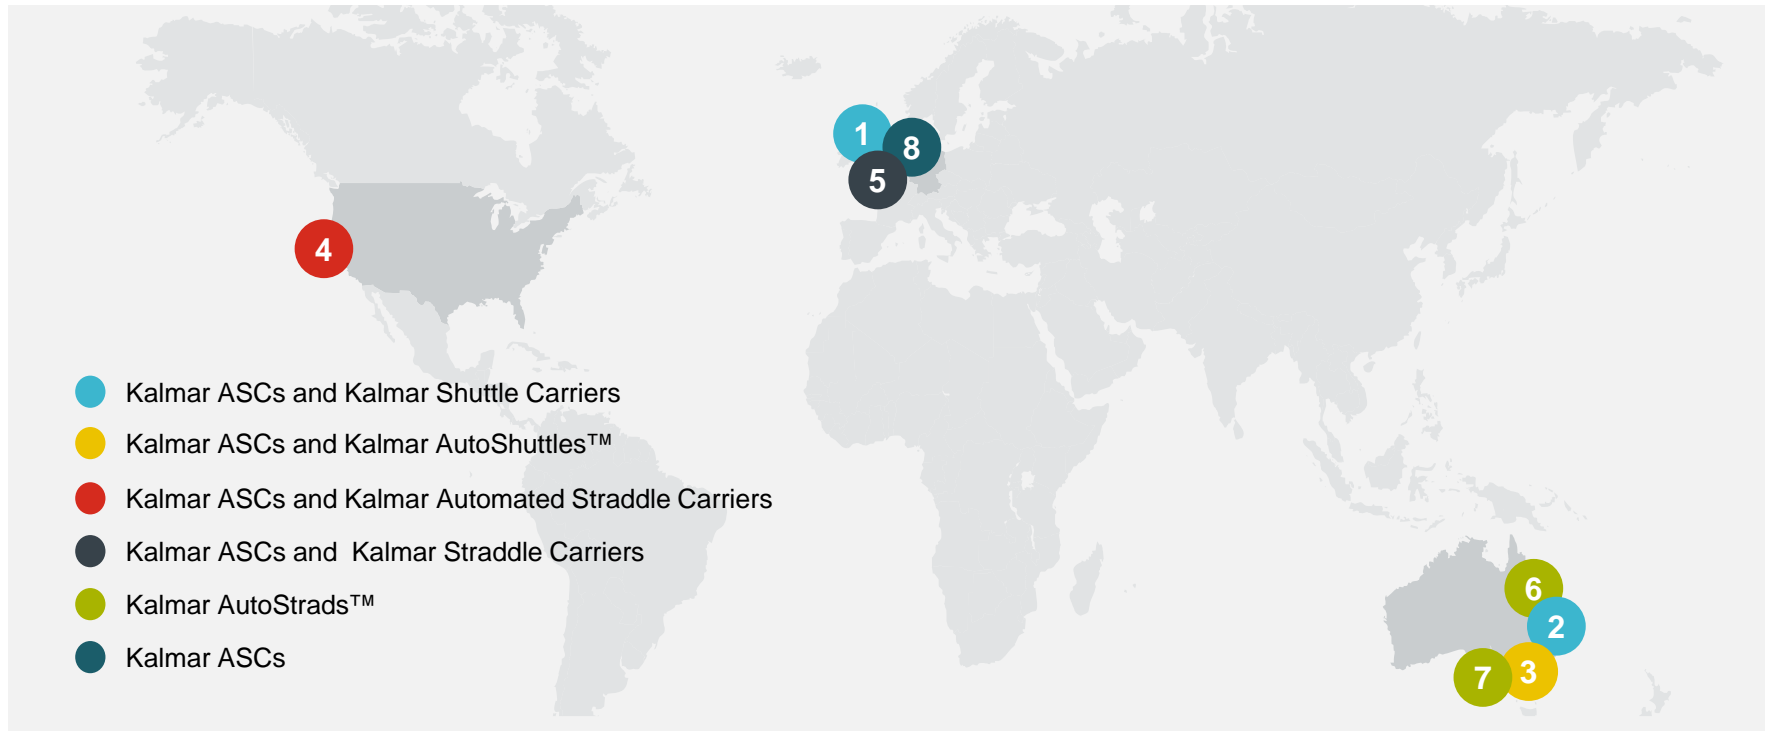 1
8
5
4
Kalmar ASCs and Kalmar Shuttle Carriers
Kalmar ASCs and Kalmar AutoShuttles™
Kalmar ASCs and Kalmar Automated Straddle Carriers
Kalmar ASCs and  Kalmar Straddle Carriers
Kalmar AutoStrads™
Kalmar ASCs
6
2
3
7